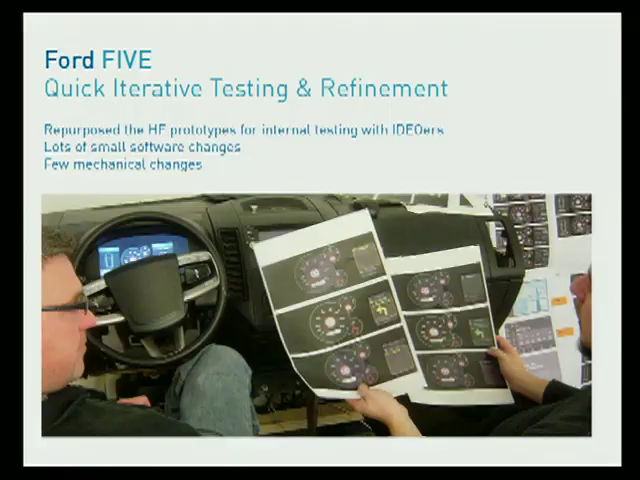 Ford FIVE
Quick Iterative Testing & Refinement
Repurposed the HF prototypes for internal testing with IDEOers
Lots of small software changes
Few mechanical changes